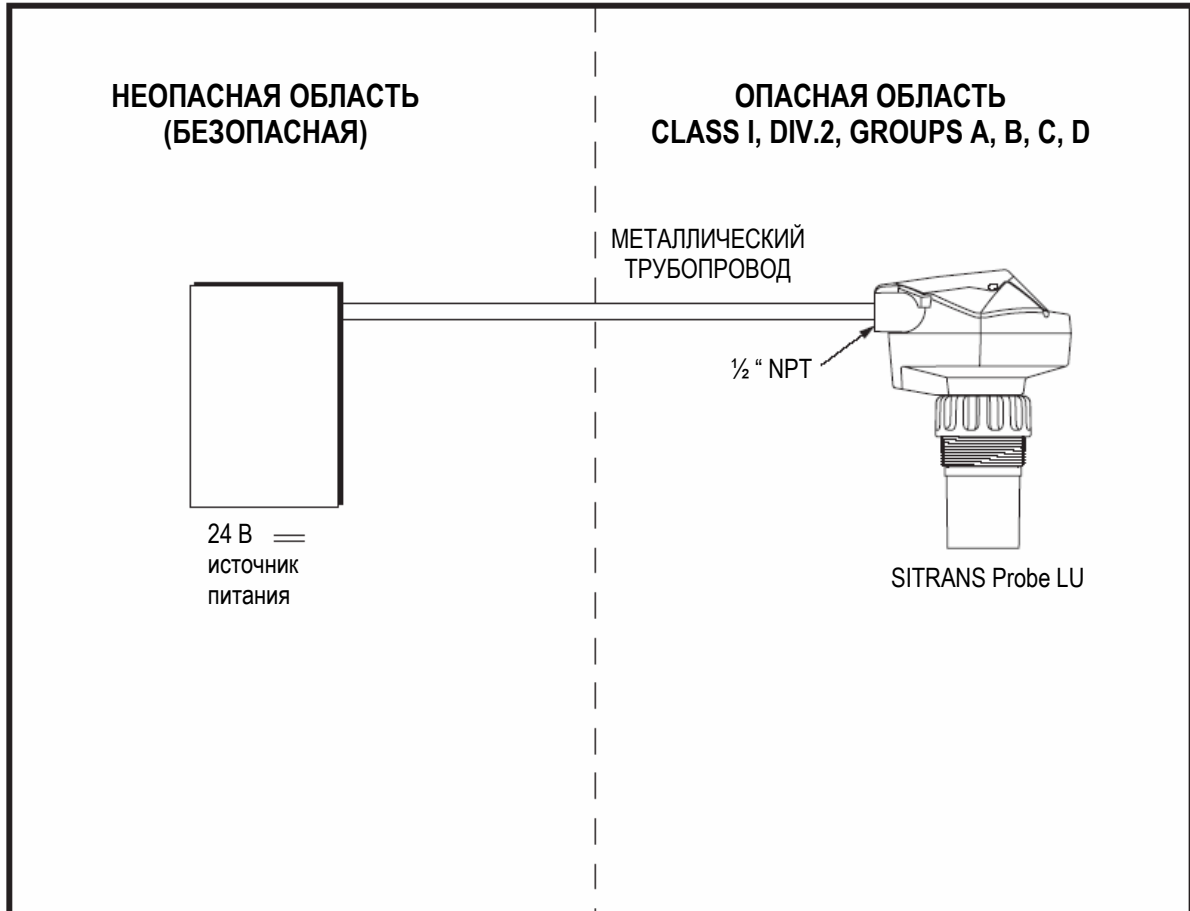 НЕОПАСНАЯ ОБЛАСТЬ
(БЕЗОПАСНАЯ)
ОПАСНАЯ ОБЛАСТЬ
CLASS I, DIV.2, GROUPS A, B, C, D
МЕТАЛЛИЧЕСКИЙ
ТРУБОПРОВОД
½ “ NPT
24 В
источник
питания
SITRANS Probe LU